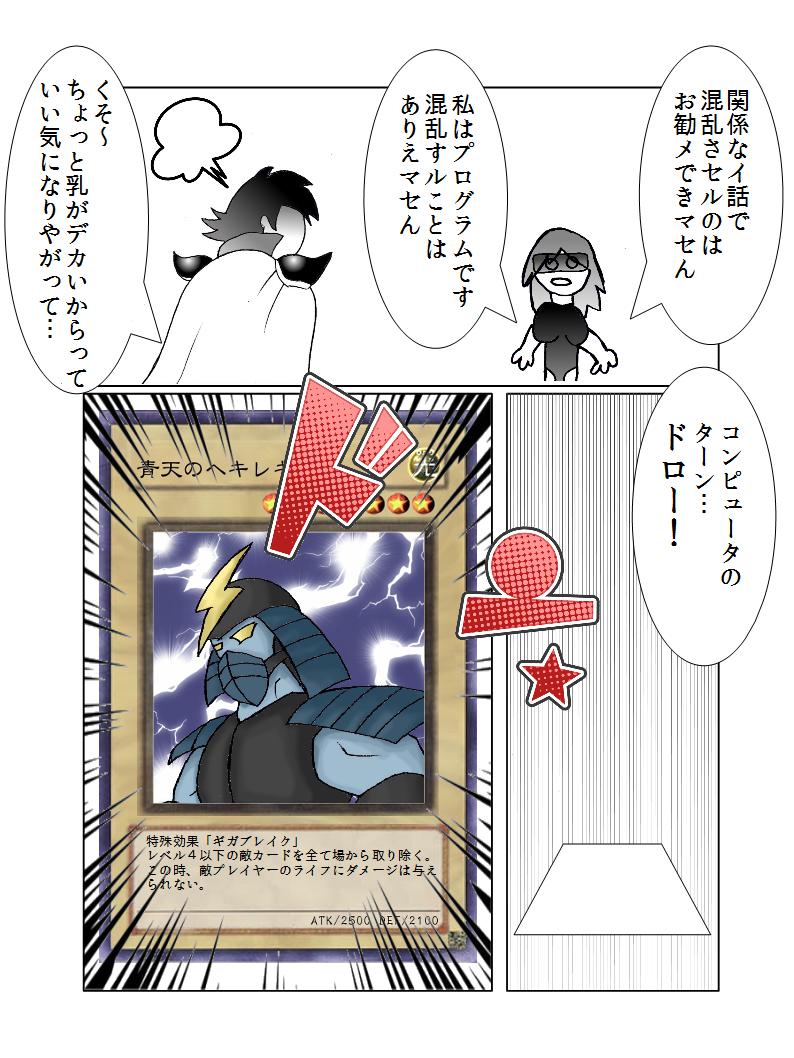 関係なイ話で
混乱さセルのは
お勧メできマセん
私はプログラムです
混乱すルことは
ありえマセん
くそ～
ちょっと乳がデカいからって
いい気になりやがって…
コンピュータの
ターン…
ドロー！
ド
青天のヘキレキ
光
特殊効果「ギガブレイク」
レベル４以下の敵カードを全て場から取り除く。
この時、敵プレイヤーのライフにダメージは与え
られない。
ATK/2500 DEF/2100